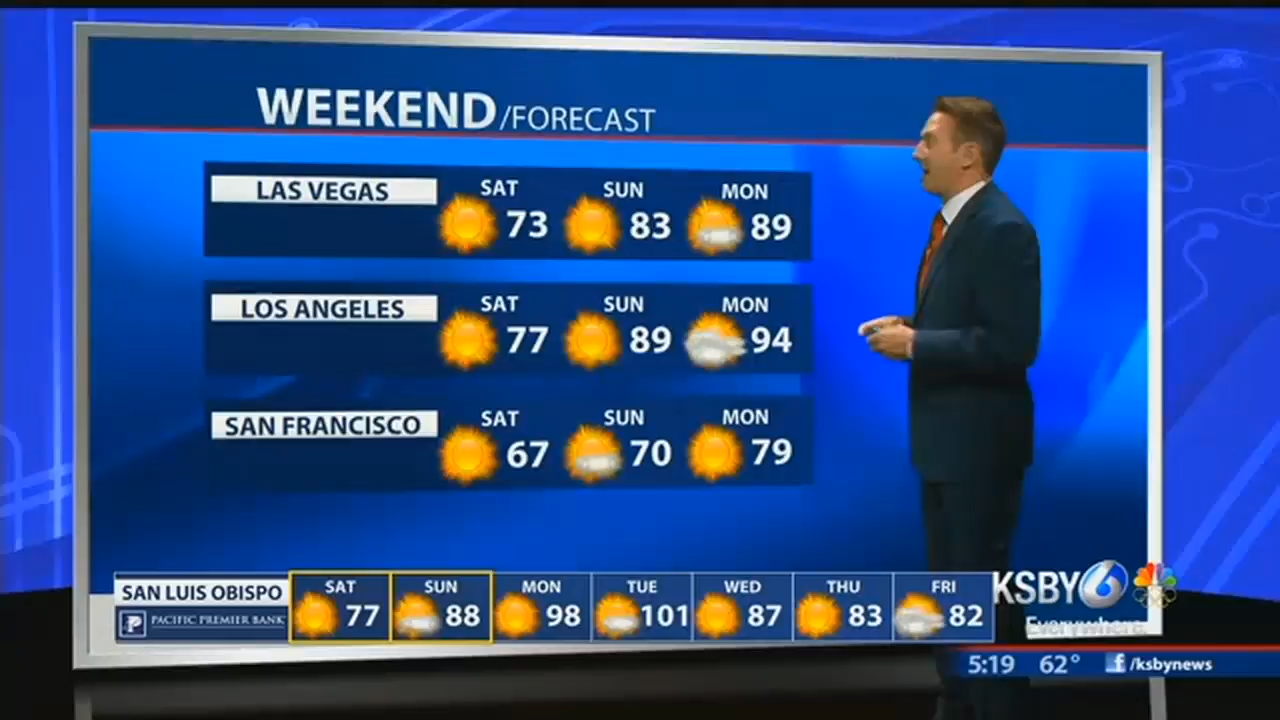 WEEKEND/FORECAST
LAS VEGAS
SAT SUN MON
73 83 89
LOS ANGELES
SAT SUN MON
77 89 94
SAN FRANCISCO
SAT SUN MON
67 70 79
SAN LUIS OBISPO
PACIFIC PREMIER BANK
SAT SUN MON TUE WED THU FRI
77 88 98 101 87 83 82
KSBY 6
Everywhere.
5:19 62° f/ksbynews